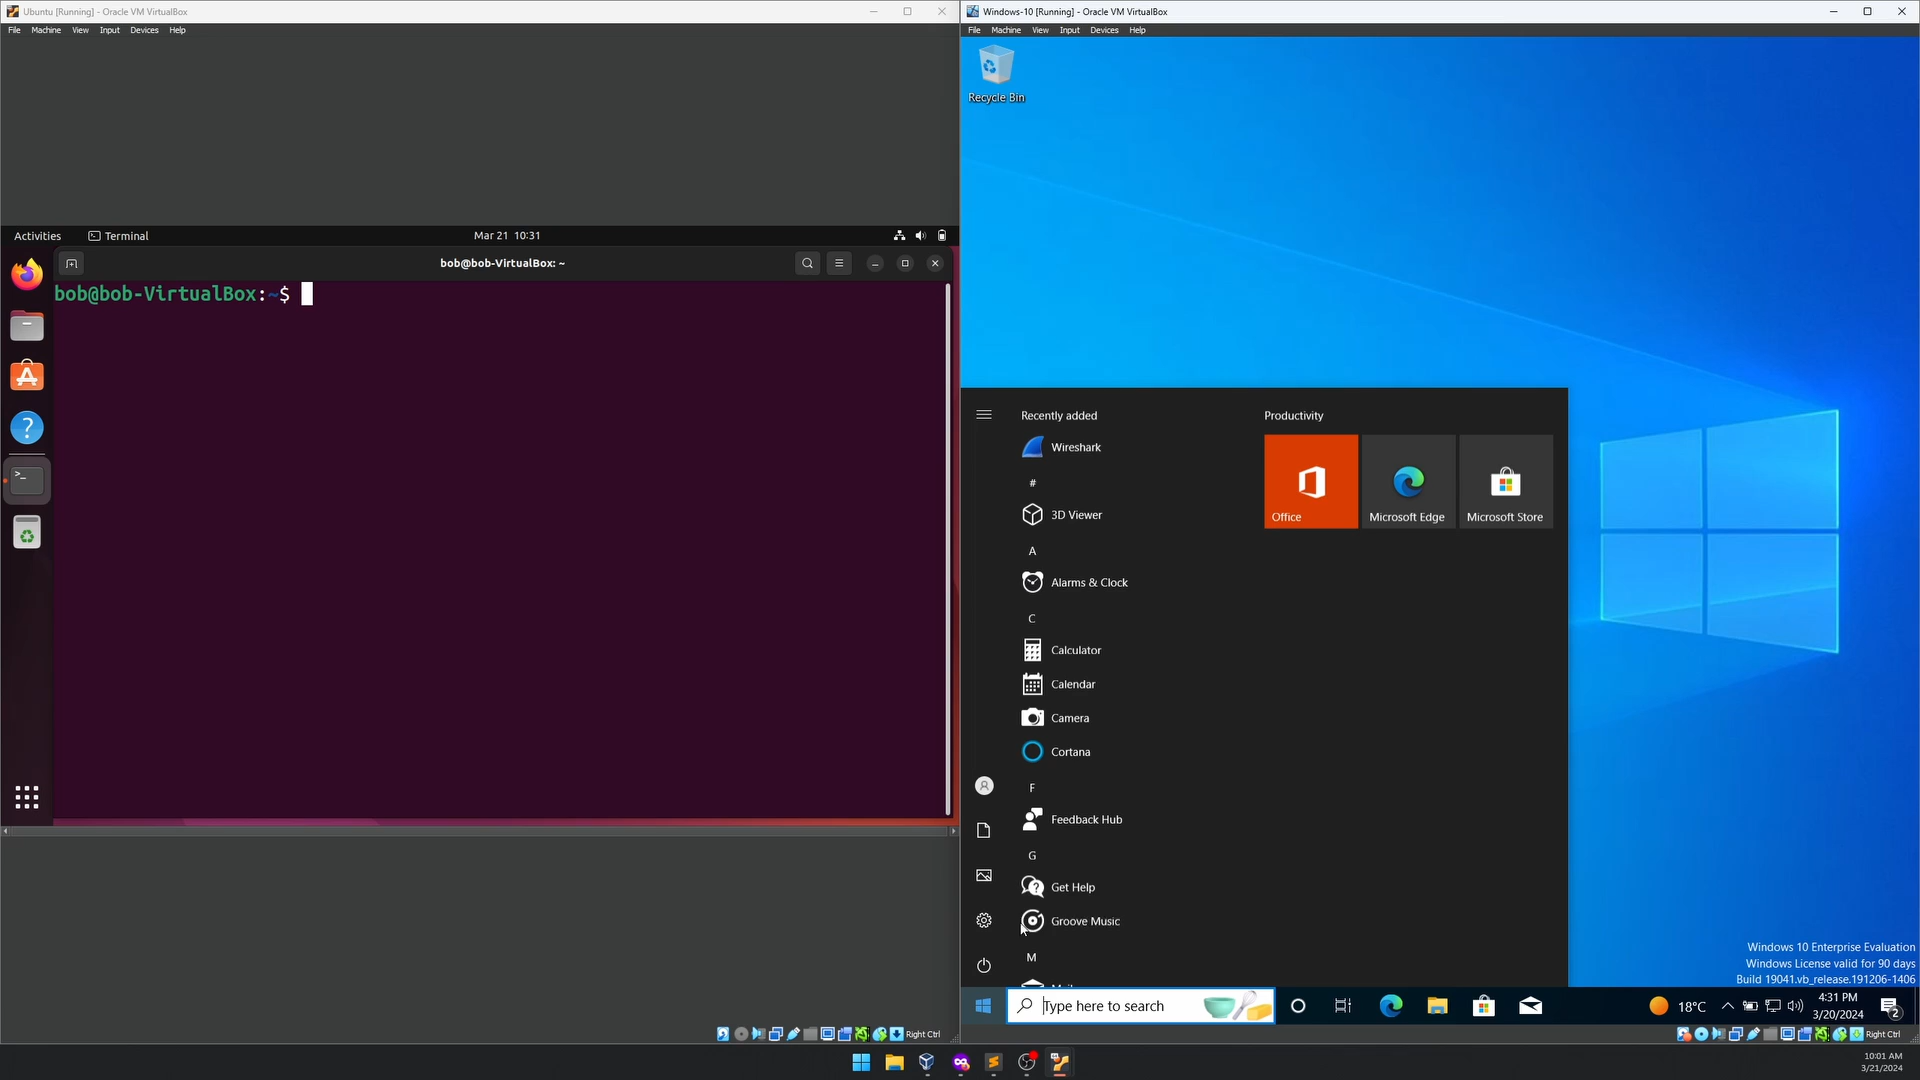 Ubuntu [Running] - Oracle VM VirtualBox
File Machine View Input Devices Help
Activities Terminal Mar 21 10:31
bob@bob-VirtualBox: ~
bob@bob-VirtualBox:~$
Right Ctrl
Windows-10 [Running] - Oracle VM VirtualBox
File Machine View Input Devices Help
Recycle Bin
Recently added
Wireshark
#
3D Viewer
A
Alarms & Clock
C
Calculator
Calendar
Camera
Cortana
F
Feedback Hub
G
Get Help
Groove Music
M
Productivity
Office
Microsoft Edge
Microsoft Store
Windows 10 Enterprise Evaluation
Windows License valid for 90 days
Build 19041.vb_release.191206-1406
Type here to search
18°C
4:31 PM
3/20/2024
2
Right Ctrl
10:01 AM
3/21/2024